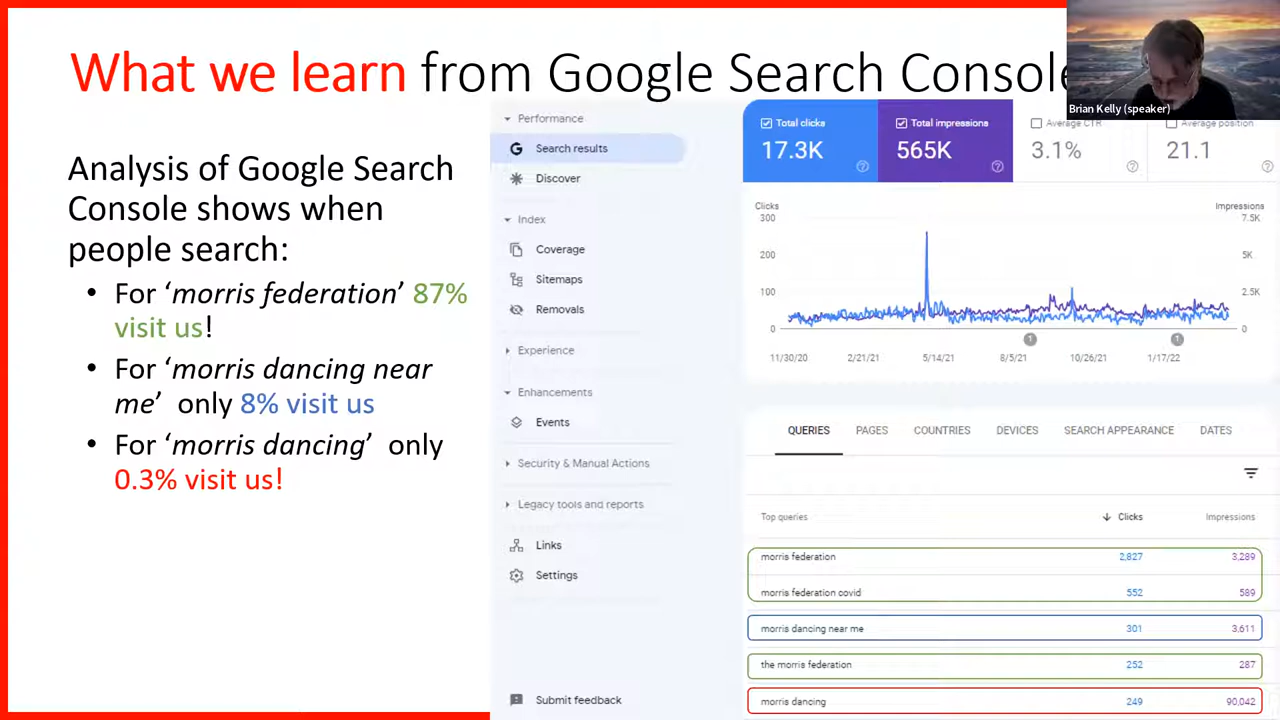 What we learn from Google Search Console
Brian Kelly (speaker)
Analysis of Google Search
Console shows when
people search:
• For ‘morris federation’ 87%
visit us!
• For ‘morris dancing near
me’ only 8% visit us
• For ‘morris dancing’ only
0.3% visit us!
Performance
Search results
Discover
Index
Coverage
Sitemaps
Removals
Experience
Enhancements
Events
Security & Manual Actions
Legacy tools and reports
Links
Settings
Submit feedback
Total clicks
17.3K
Total impressions
565K
Average CTR
3.1%
Average position
21.1
Clicks Impressions
300 7.5K
200 5K
100 2.5K
0 0
1 1
11/30/20 2/21/21 5/14/21 8/5/21 10/26/21 1/17/22
QUERIES PAGES COUNTRIES DEVICES SEARCH APPEARANCE DATES
Top queries Clicks Impressions
morris federation 2,827 3,289
morris federation covid 552 589
morris dancing near me 301 3,611
the morris federation 252 287
morris dancing 249 90,042